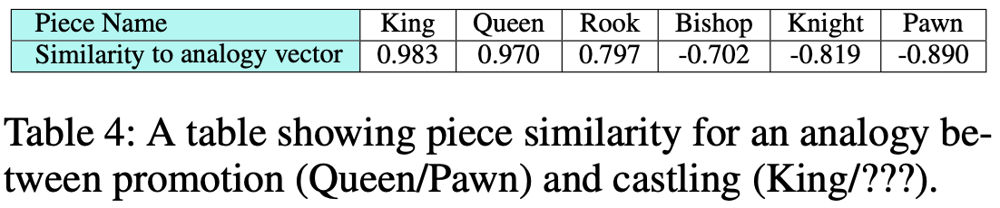 Piece Name King Queen Rook Bishop Knight Pawn
Similarity to analogy vector 0.983 0.970 0.797 -0.702 -0.819 -0.890
Table 4: A table showing piece similarity for an analogy be-
tween promotion (Queen/Pawn) and castling (King/???).